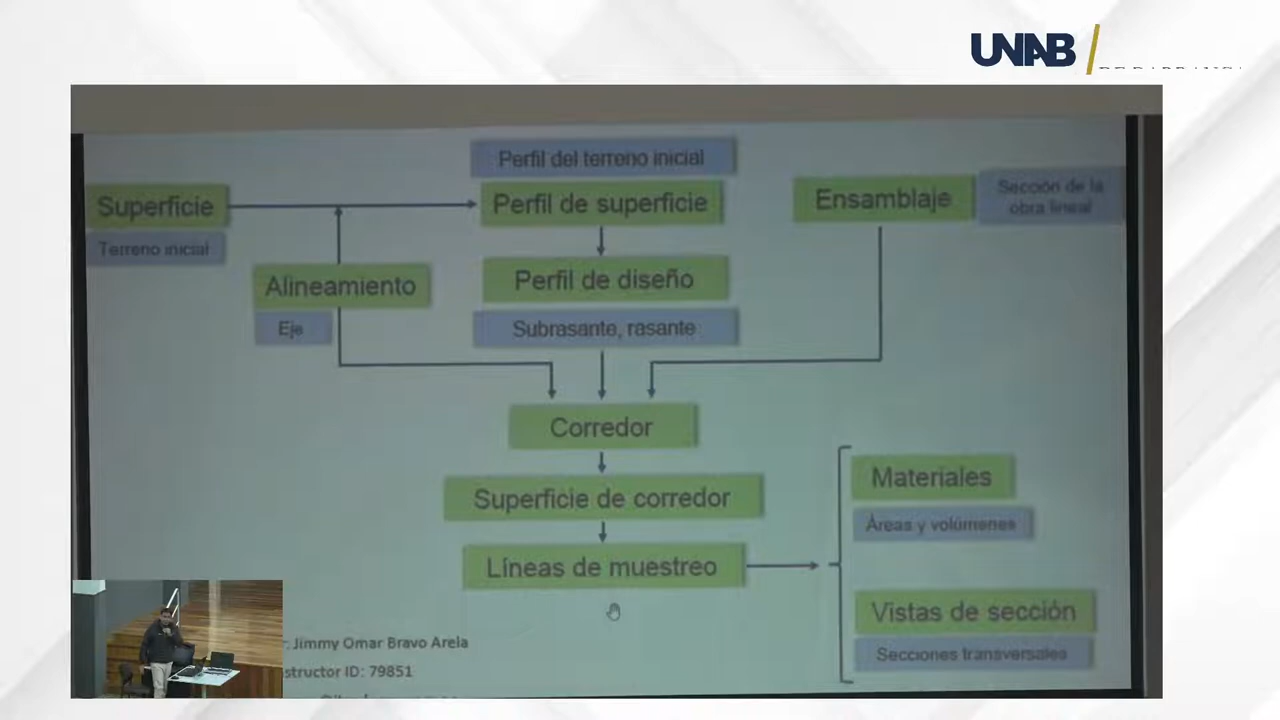 UNAB
Perfil del terreno inicial
Superficie
Perfil de superficie
Ensamblaje
Sección de la
obra lineal
Terreno inicial
Alineamiento
Perfil de diseño
Eje
Subrasante, rasante
Corredor
Superficie de corredor
Materiales
Áreas y volúmenes
Líneas de muestreo
Vistas de sección
Secciones transversales
Jimmy Omar Bravo Arela
ID: 79851